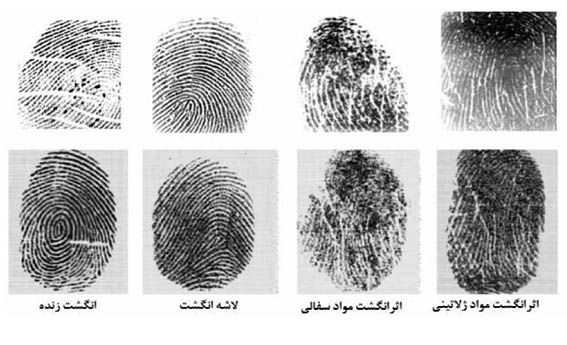 انگشت زنده
لاشه انگشت
اثرانگشت مواد سفالی
اثرانگشت مواد ژلاتینی